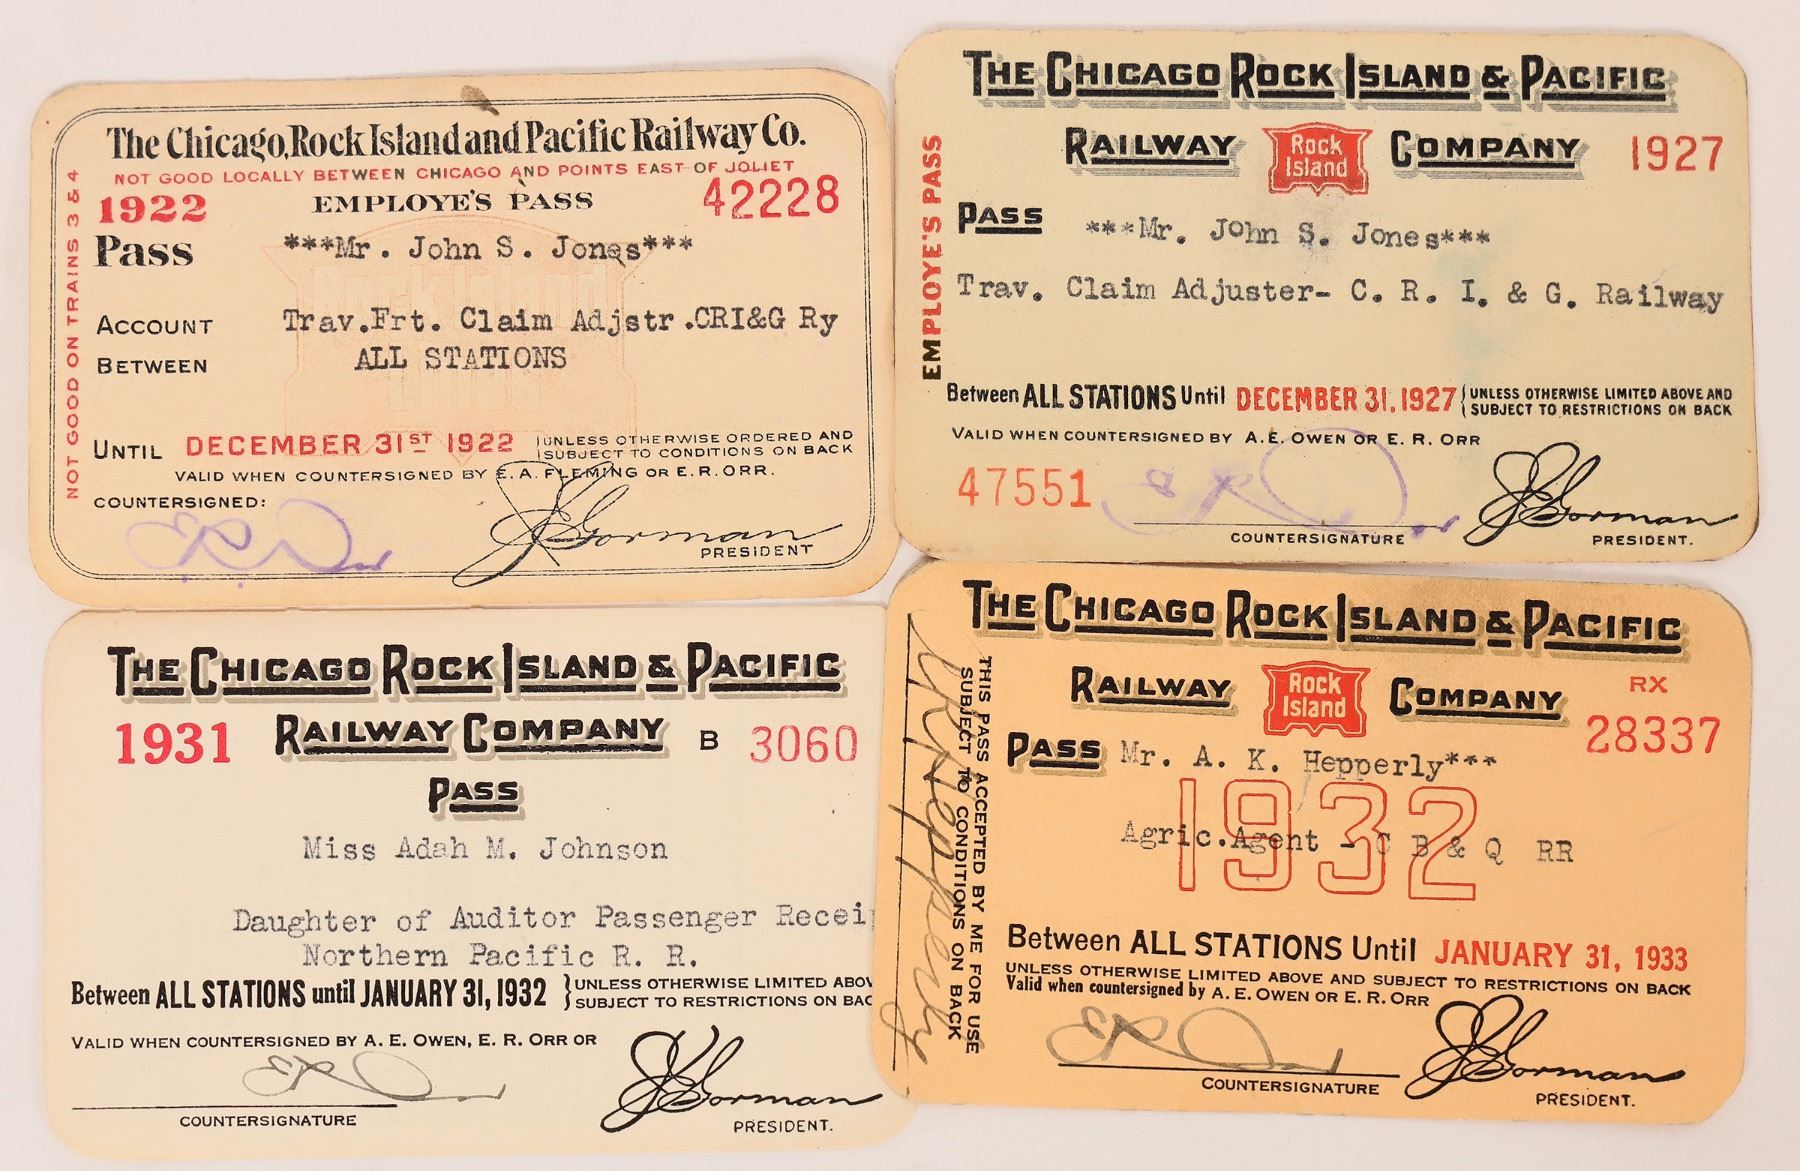 The Chicago, Rock Island and Pacific Railway Co.
NOT GOOD LOCALLY BETWEEN CHICAGO AND POINTS EAST OF JOLIET
1922 EMPLOYE'S PASS 42228
Pass ***Mr. John S. Jones***
ACCOUNT Trav.Frt. Claim Adjstr.CRI&G Ry
BETWEEN ALL STATIONS
UNTIL DECEMBER 31ST 1922 UNLESS OTHERWISE ORDERED AND
SUBJECT TO CONDITIONS ON BACK
VALID WHEN COUNTERSIGNED BY E. A. FLEMING OR E. R. ORR.
COUNTERSIGNED:
J E Gorman
PRESIDENT
NOT GOOD ON TRAINS 3 & 4
Rock Island
THE CHICAGO ROCK ISLAND & PACIFIC
RAILWAY Rock Island COMPANY 1927
PASS ***Mr. John S. Jones***
Trav. Claim Adjuster- C. R. I. & G. Railway
Between ALL STATIONS Until DECEMBER 31, 1927 UNLESS OTHERWISE LIMITED ABOVE AND
SUBJECT TO RESTRICTIONS ON BACK
VALID WHEN COUNTERSIGNED BY A. E. OWEN OR E. R. ORR
47551
J E Gorman
COUNTERSIGNATURE PRESIDENT.
EMPLOYE'S PASS
THE CHICAGO ROCK ISLAND & PACIFIC
1931 RAILWAY COMPANY B 3060
PASS
Miss Adah M. Johnson
Daughter of Auditor Passenger Recei
Northern Pacific R. R.
Between ALL STATIONS until JANUARY 31, 1932 UNLESS OTHERWISE LIMITED ABOV
SUBJECT TO RESTRICTIONS ON BAC
VALID WHEN COUNTERSIGNED BY A. E. OWEN, E. R. ORR OR
J E Gorman
COUNTERSIGNATURE PRESIDENT.
THE CHICAGO ROCK ISLAND & PACIFIC
RAILWAY Rock Island COMPANY RX
28337
PASS Mr. A. K. Hepperly***
1932
Agric.Agent - C B & Q RR
Between ALL STATIONS Until JANUARY 31, 1933
UNLESS OTHERWISE LIMITED ABOVE AND SUBJECT TO RESTRICTIONS ON BACK
Valid when countersigned by A. E. OWEN OR E. R. ORR
J E Gorman
COUNTERSIGNATURE PRESIDENT.
THIS PASS ACCEPTED BY ME FOR USE
SUBJECT TO CONDITIONS ON BACK
A K Hepperly